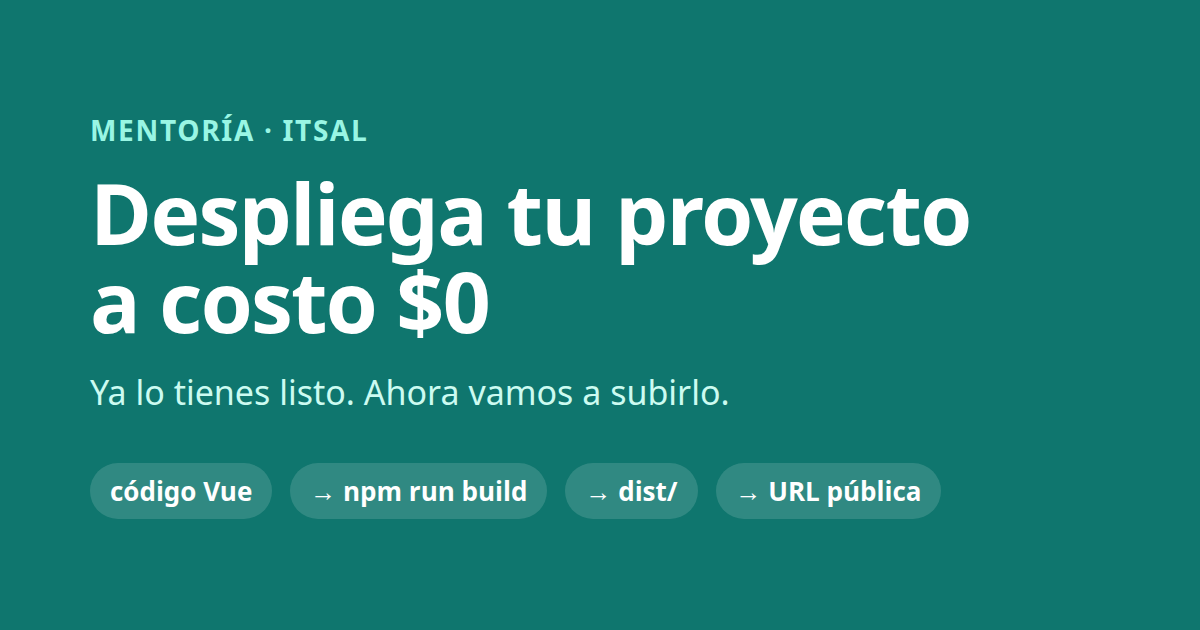 MENTORÍA · ITSAL
Despliega tu proyecto
a costo $0
Ya lo tienes listo. Ahora vamos a subirlo.
código Vue → npm run build → dist/ → URL pública